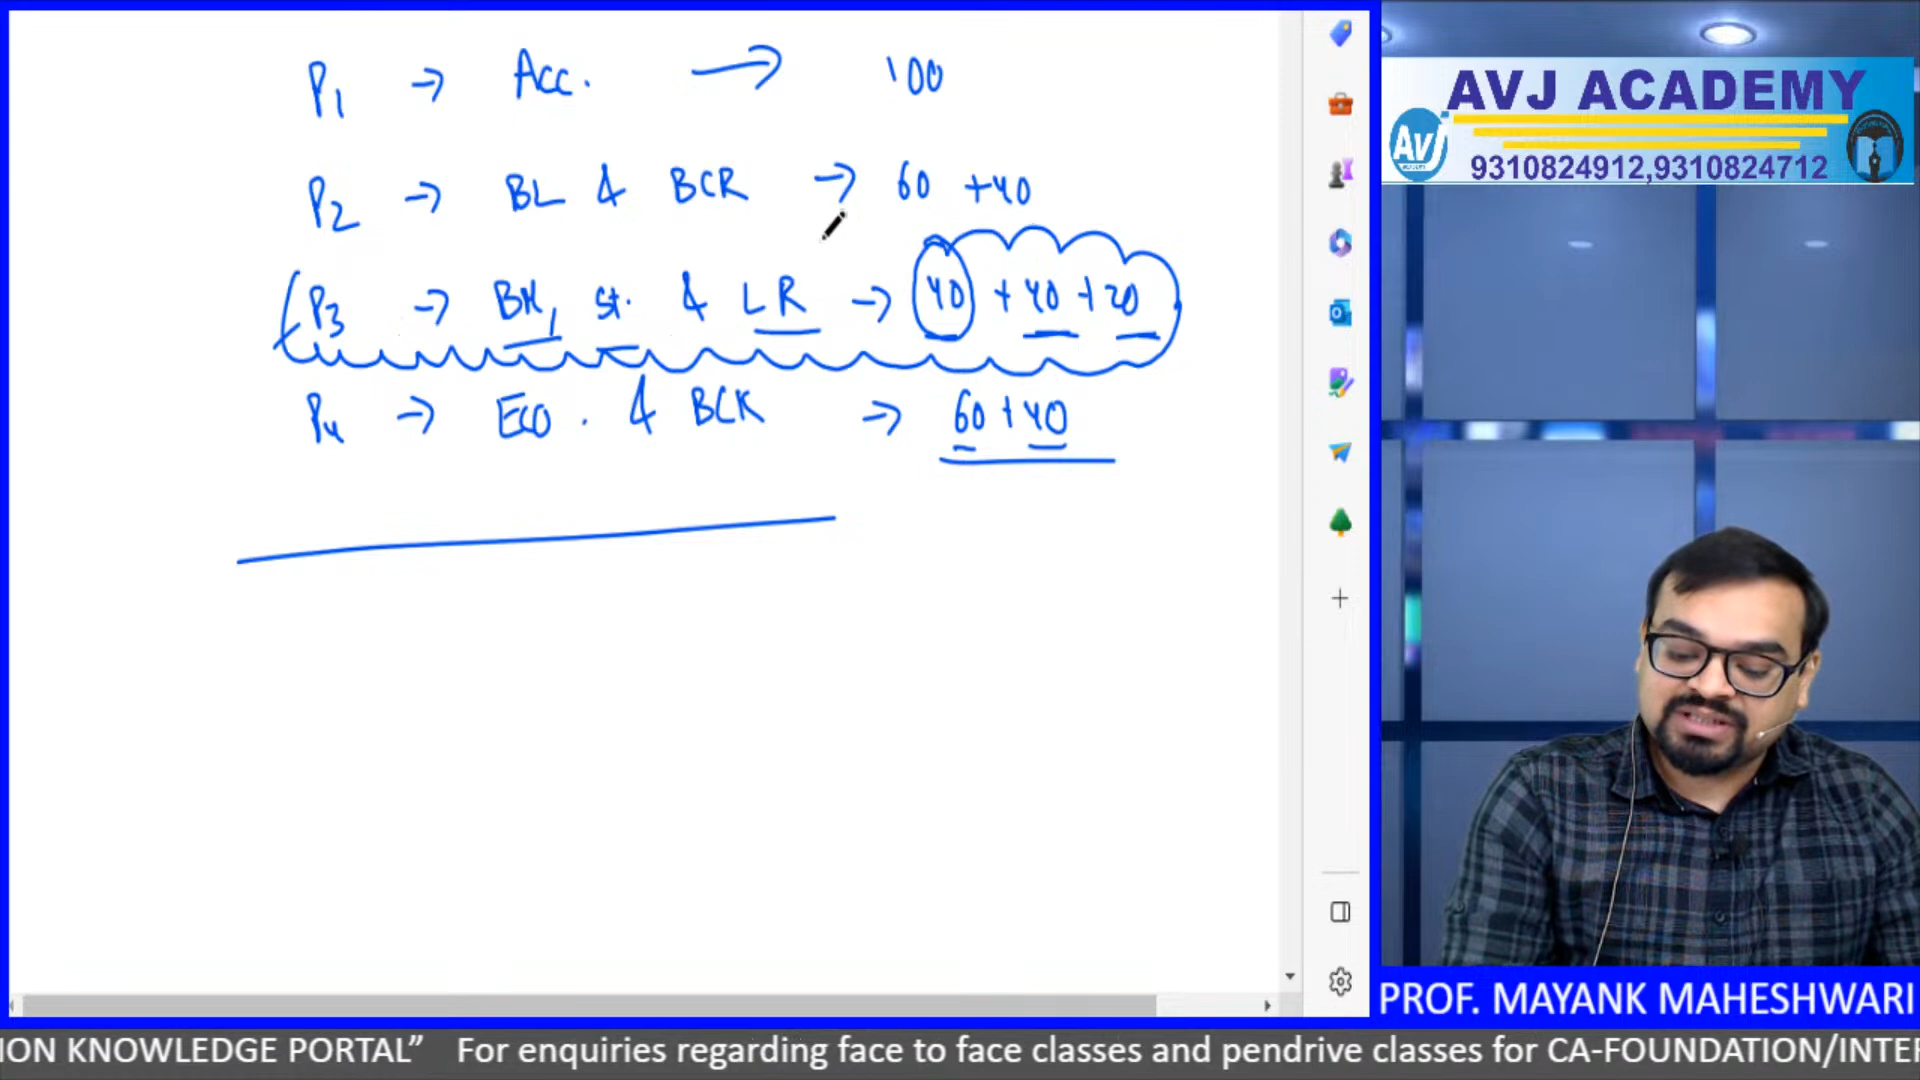 P1 → Acc. → 100
P2 → BL & BCR → 60 + 40
P3 → BM, st. & LR → 40 + 40 + 20
P4 → Eco. & BCK → 60 + 40
AVJ ACADEMY
AVJ
9310824912,9310824712
PROF. MAYANK MAHESHWARI
ION KNOWLEDGE PORTAL” For enquiries regarding face to face classes and pendrive classes for CA-FOUNDATION/INTE